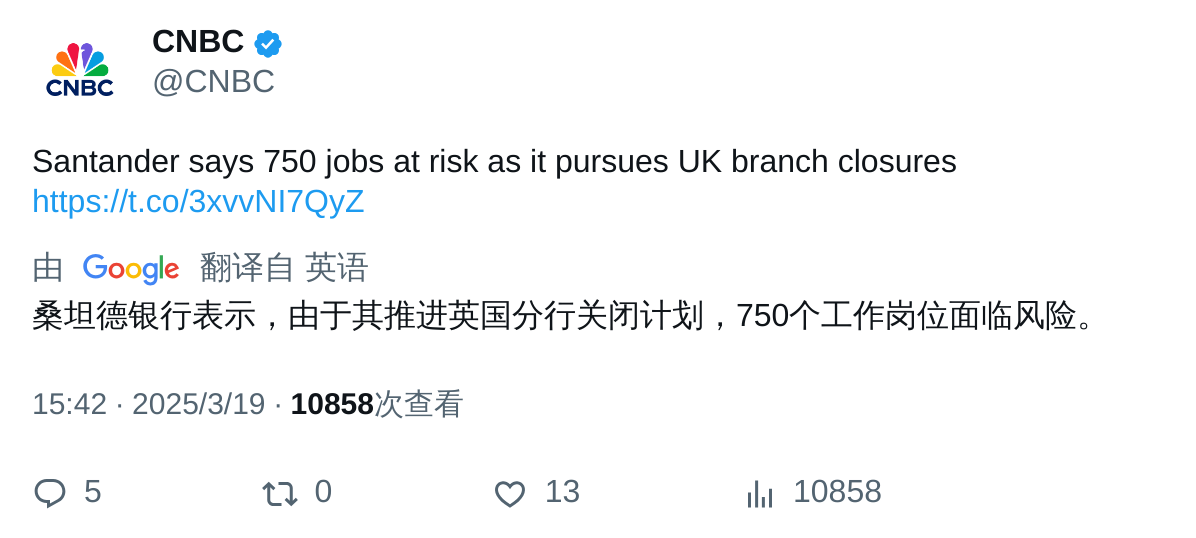 CNBC
@CNBC
CNBC
Santander says 750 jobs at risk as it pursues UK branch closures
https://t.co/3xvvNI7QyZ
由 Google 翻译自 英语
桑坦德银行表示，由于其推进英国分行关闭计划，750个工作岗位面临风险。
15:42 · 2025/3/19 · 10858次查看
5 0 13 10858